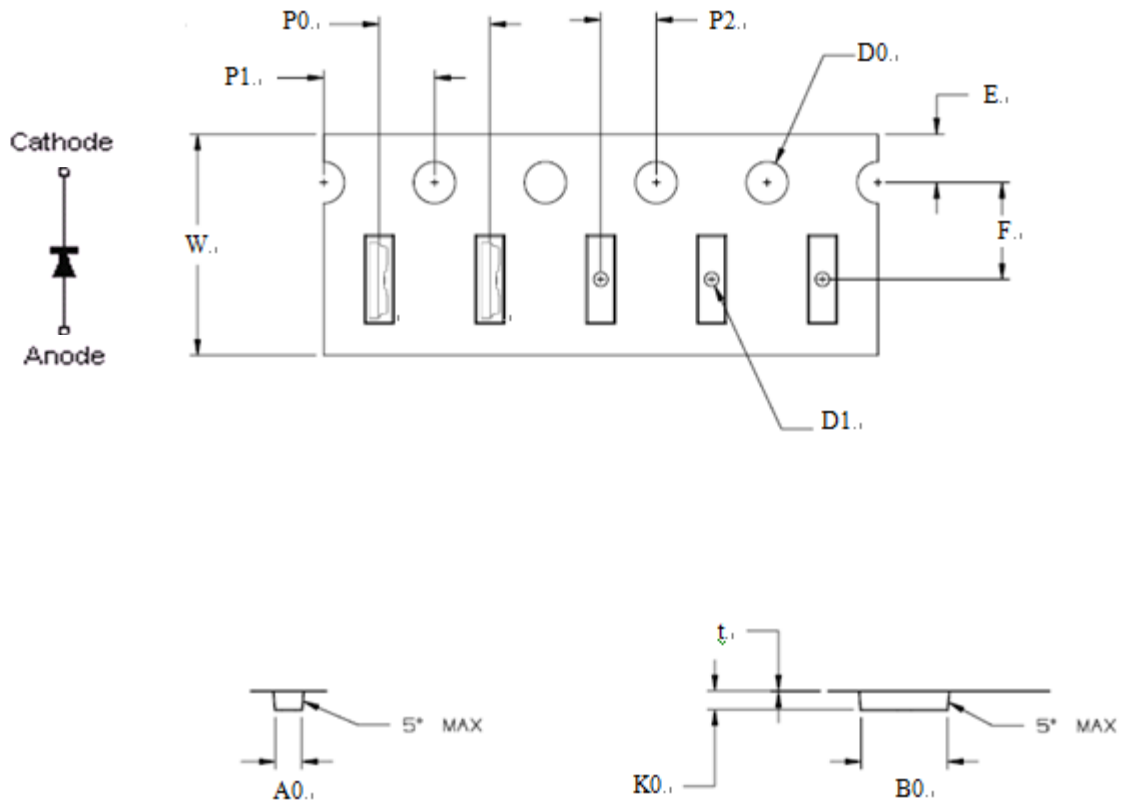 P0.
P2.
D0.
P1.
E.
Cathode
W.
F.
Anode
D1.
t.
5° MAX
5° MAX
A0.
K0.
B0.